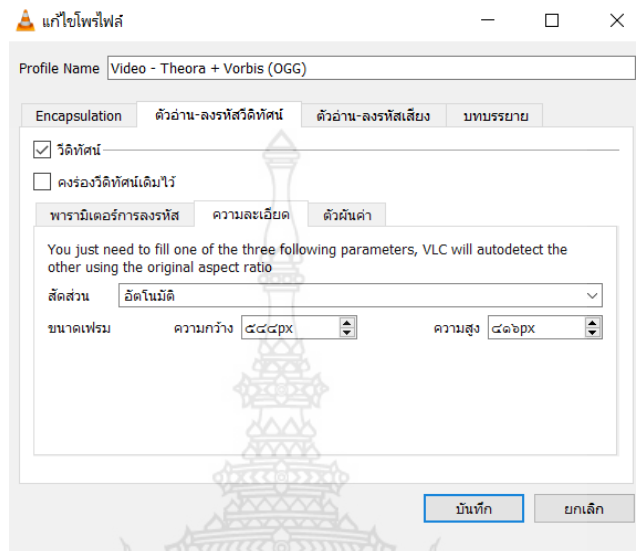 แก้ไขโพรไฟล์
Profile Name Video - Theora + Vorbis (OGG)
Encapsulation ตัวอ่าน-ลงรหัสวีดิทัศน์ ตัวอ่าน-ลงรหัสเสียง บทบรรยาย
วีดิทัศน์
คงร่องวีดิทัศน์เดิมไว้
พารามิเตอร์การลงรหัส ความละเอียด ตัวผันค่า
You just need to fill one of the three following parameters, VLC will autodetect the
other using the original aspect ratio
สัดส่วน อัตโนมัติ
ขนาดเฟรม ความกว้าง ๔๔๔px ความสูง ๔๑๖px
บันทึก ยกเลิก